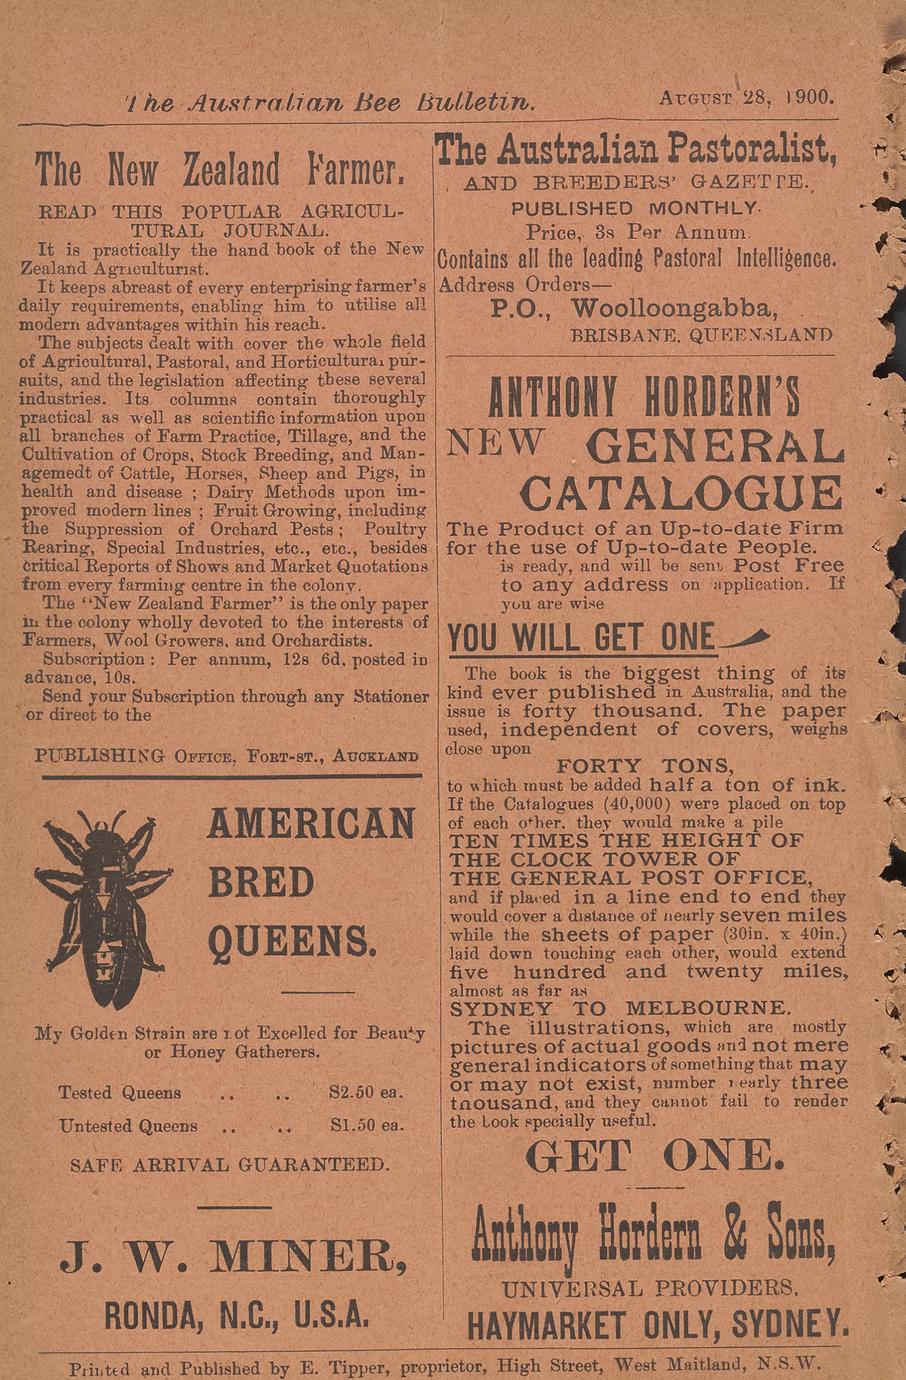 The Australian Bee Bulletin. August 28, 1900.
The New Zealand Farmer.
READ THIS POPULAR AGRICUL-
TURAL JOURNAL.
It is practically the hand book of the New
Zealand Agriculturist.
It keeps abreast of every enterprising farmer's
daily requirements, enabling him to utilise all
modern advantages within his reach.
The subjects dealt with cover the whole field
of Agricultural, Pastoral, and Horticultural pur-
suits, and the legislation affecting these several
industries. Its columns contain thoroughly
practical as well as scientific information upon
all branches of Farm Practice, Tillage, and the
Cultivation of Crops, Stock Breeding, and Man-
agemedt of Cattle, Horses, Sheep and Pigs, in
health and disease ; Dairy Methods upon im-
proved modern lines ; Fruit Growing, including
the Suppression of Orchard Pests ; Poultry
Rearing, Special Industries, etc., etc., besides
Critical Reports of Shows and Market Quotations
from every farming centre in the colony.
The "New Zealand Farmer" is the only paper
in the colony wholly devoted to the interests of
Farmers, Wool Growers, and Orchardists.
Subscription : Per annum, 12s 6d, posted in
advance, 10s.
Send your Subscription through any Stationer
or direct to the
PUBLISHING Office, Fort-st., Auckland
AMERICAN
BRED
QUEENS.
My Golden Strain are not Excelled for Beauty
or Honey Gatherers.
Tested Queens .. .. $2.50 ea.
Untested Queens .. .. $1.50 ea.
SAFE ARRIVAL GUARANTEED.
J. W. MINER,
RONDA, N.C., U.S.A.
The Australian Pastoralist,
AND BREEDERS' GAZETTE.
PUBLISHED MONTHLY.
Price, 3s Per Annum.
Contains all the leading Pastoral Intelligence.
Address Orders—
P.O., Woolloongabba,
BRISBANE, QUEENSLAND
ANTHONY HORDERN'S
NEW GENERAL
CATALOGUE
The Product of an Up-to-date Firm
for the use of Up-to-date People.
is ready, and will be sent Post Free
to any address on application. If
you are wise
YOU WILL GET ONE
The book is the biggest thing of its
kind ever published in Australia, and the
issue is forty thousand. The paper
used, independent of covers, weighs
close upon
FORTY TONS,
to which must be added half a ton of ink.
If the Catalogues (40,000) were placed on top
of each other, they would make a pile
TEN TIMES THE HEIGHT OF
THE CLOCK TOWER OF
THE GENERAL POST OFFICE,
and if placed in a line end to end they
would cover a distance of nearly seven miles
while the sheets of paper (30in. x 40in.)
laid down touching each other, would extend
five hundred and twenty miles,
almost as far as
SYDNEY TO MELBOURNE.
The illustrations, which are mostly
pictures of actual goods and not mere
general indicators of something that may
or may not exist, number nearly three
thousand, and they cannot fail to render
the book specially useful.
GET ONE.
Anthony Hordern & Sons,
UNIVERSAL PROVIDERS,
HAYMARKET ONLY, SYDNEY.
Printed and Published by E. Tipper, proprietor, High Street, West Maitland, N.S.W.